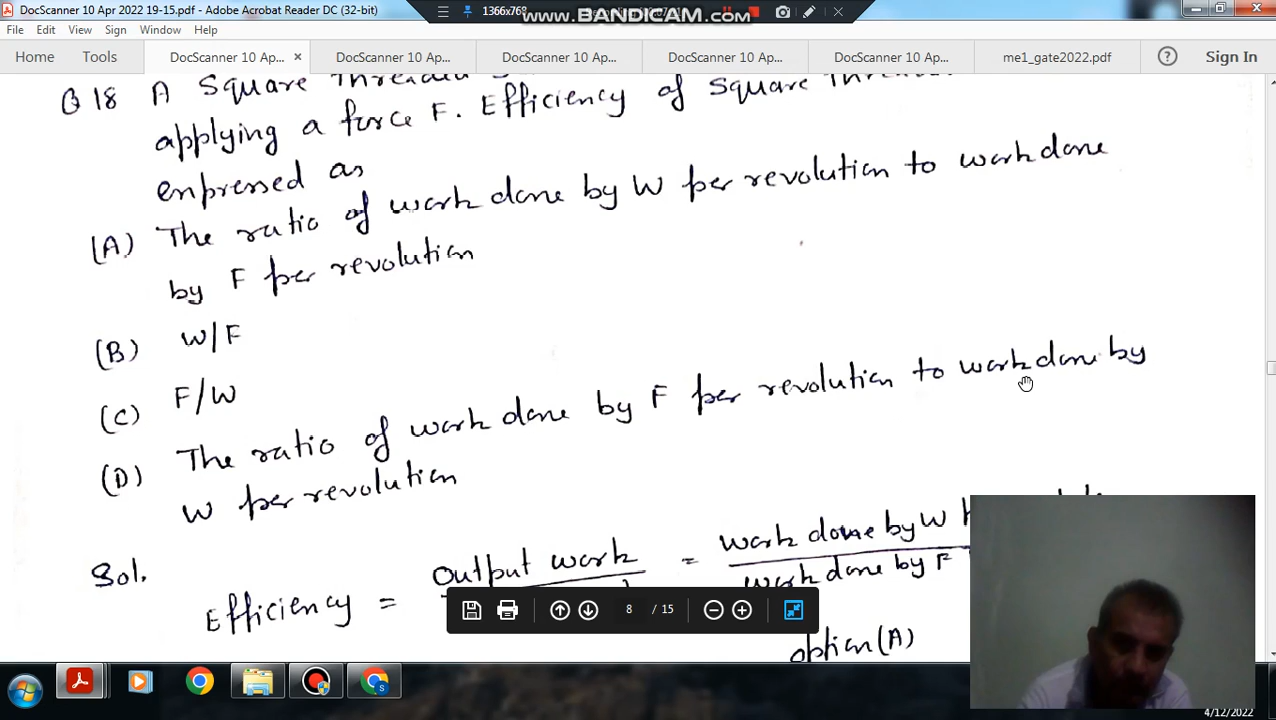 DocScanner 10 Apr 2022 19-15.pdf - Adobe Acrobat Reader DC (32-bit)
1366x768
www.BANDICAM.com
File Edit View Sign Window Help
Home Tools DocScanner 10 Ap... × DocScanner 10 Ap... DocScanner 10 Ap... DocScanner 10 Ap... DocScanner 10 Ap... me1_gate2022.pdf Sign In
Q 18 A Square Threaded
applying a force F. Efficiency of Square
enpressed as
(A) The ratio of work done by W per revolution to work done
by F per revolution
(B) W/F
(C) F/W
(D) The ratio of work done by F per revolution to work done by
W per revolution
Sol.
Efficiency = Output work = work done by W
work done by F
8 / 15
option (A)
4/12/2022